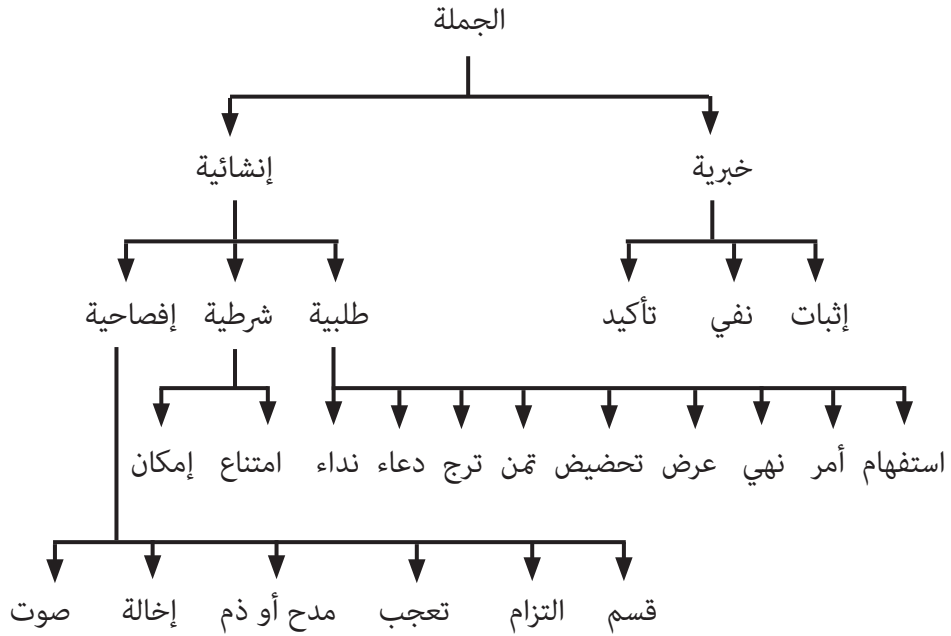 الجملة
خبرية إنشائية
إثبات نفي تأكيد طلبية شرطية إفصاحية
استفهام أمر نهي عرض تحضيض تمن ترج دعاء نداء امتناع إمكان
قسم التزام تعجب مدح أو ذم إخالة صوت